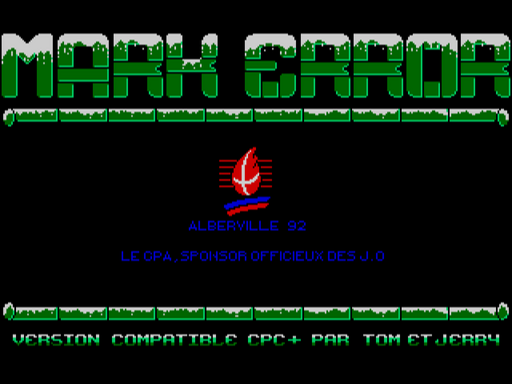 MARK ERROR
ALBERVILLE 92
LE CPA, SPONSOR OFFICIEUX DES J.O
VERSION COMPATIBLE CPC+ PAR TOM ET JERRY